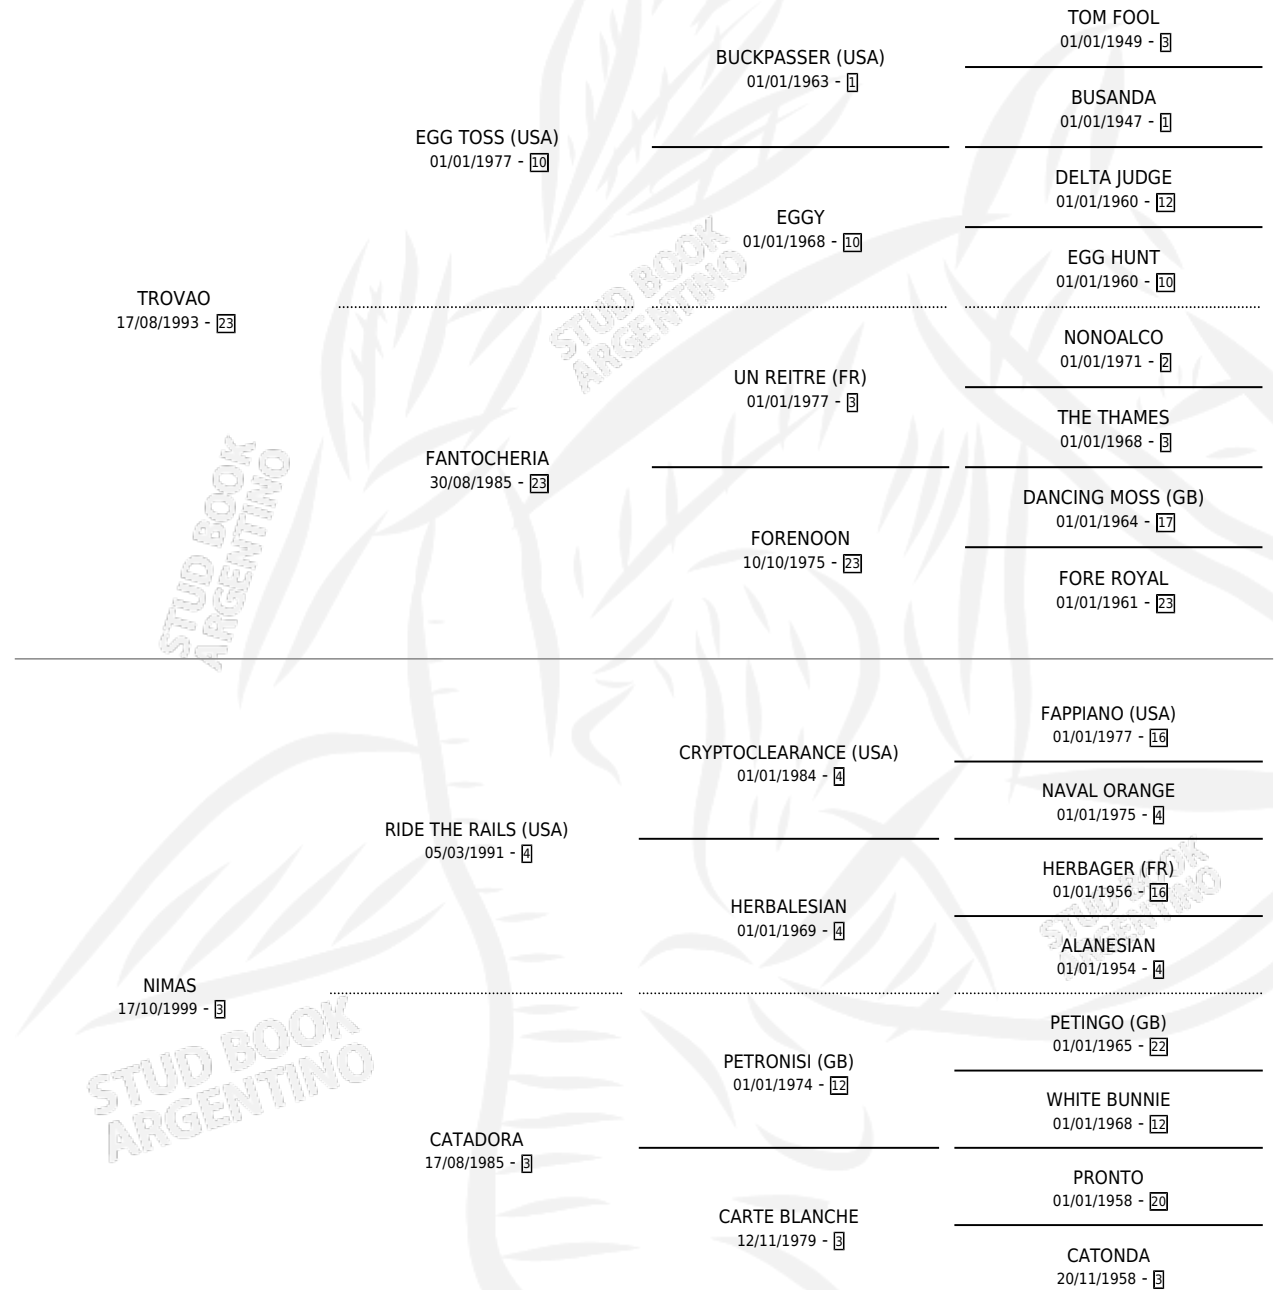 TOM FOOL
01/01/1949 - 3
BUCKPASSER (USA)
01/01/1963 - 1
BUSANDA
01/01/1947 - 1
EGG TOSS (USA)
01/01/1977 - 10
DELTA JUDGE
01/01/1960 - 12
EGGY
01/01/1968 - 10
EGG HUNT
01/01/1960 - 10
TROVAO
17/08/1993 - 23
NONOALCO
01/01/1971 - 2
UN REITRE (FR)
01/01/1977 - 3
THE THAMES
01/01/1968 - 3
FANTOCHERIA
30/08/1985 - 23
DANCING MOSS (GB)
01/01/1964 - 17
FORENOON
10/10/1975 - 23
FORE ROYAL
01/01/1961 - 23
FAPPIANO (USA)
01/01/1977 - 16
CRYPTOCLEARANCE (USA)
01/01/1984 - 4
NAVAL ORANGE
01/01/1975 - 4
RIDE THE RAILS (USA)
05/03/1991 - 4
HERBAGER (FR)
01/01/1956 - 16
HERBALESIAN
01/01/1969 - 4
ALANESIAN
01/01/1954 - 4
NIMAS
17/10/1999 - 3
PETINGO (GB)
01/01/1965 - 22
PETRONISI (GB)
01/01/1974 - 12
WHITE BUNNIE
01/01/1968 - 12
CATADORA
17/08/1985 - 3
PRONTO
01/01/1958 - 20
CARTE BLANCHE
12/11/1979 - 3
CATONDA
20/11/1958 - 3
STUD BOOK
ARGENTINO
STUD BOOK
ARGENTINO
STUD BOOK
ARGENTINO
STUD BOOK
ARGENTINO